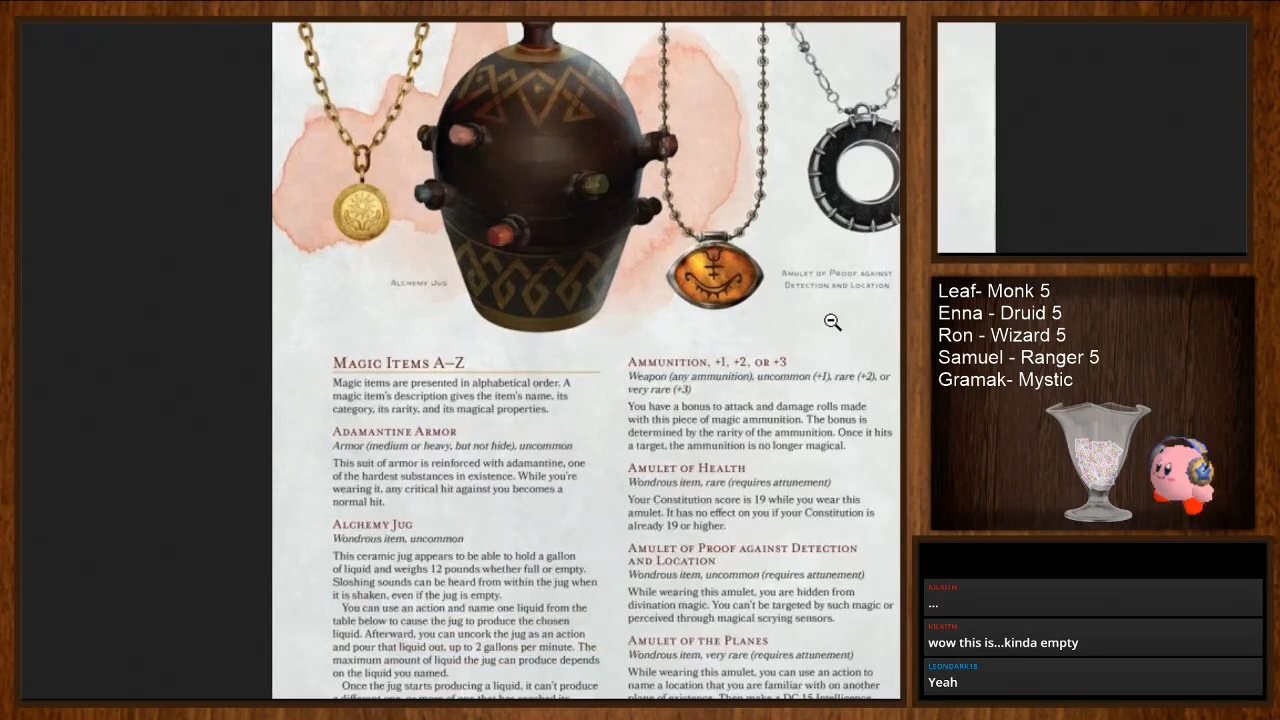 Alchemy Jug
Amulet of Proof against
Detection and Location
Magic Items A–Z
Magic items are presented in alphabetical order. A
magic item's description gives the item's name, its
category, its rarity, and its magical properties.
Adamantine Armor
Armor (medium or heavy, but not hide), uncommon
This suit of armor is reinforced with adamantine, one
of the hardest substances in existence. While you're
wearing it, any critical hit against you becomes a
normal hit.
Alchemy Jug
Wondrous item, uncommon
This ceramic jug appears to be able to hold a gallon
of liquid and weighs 12 pounds whether full or empty.
Sloshing sounds can be heard from within the jug when
it is shaken, even if the jug is empty.
You can use an action and name one liquid from the
table below to cause the jug to produce the chosen
liquid. Afterward, you can uncork the jug as an action
and pour that liquid out, up to 2 gallons per minute. The
maximum amount of liquid the jug can produce depends
on the liquid you named.
Once the jug starts producing a liquid, it can't produce
Ammunition, +1, +2, or +3
Weapon (any ammunition), uncommon (+1), rare (+2), or
very rare (+3)
You have a bonus to attack and damage rolls made
with this piece of magic ammunition. The bonus is
determined by the rarity of the ammunition. Once it hits
a target, the ammunition is no longer magical.
Amulet of Health
Wondrous item, rare (requires attunement)
Your Constitution score is 19 while you wear this
amulet. It has no effect on you if your Constitution is
already 19 or higher.
Amulet of Proof against Detection
and Location
Wondrous item, uncommon (requires attunement)
While wearing this amulet, you are hidden from
divination magic. You can't be targeted by such magic or
perceived through magical scrying sensors.
Amulet of the Planes
Wondrous item, very rare (requires attunement)
While wearing this amulet, you can use an action to
name a location that you are familiar with on another
plane of existence. Then make a DC 15 Intelligence
Leaf- Monk 5
Enna - Druid 5
Ron - Wizard 5
Samuel - Ranger 5
Gramak- Mystic
KILKITH
...
KILKITH
wow this is...kinda empty
LEONDARK18
Yeah